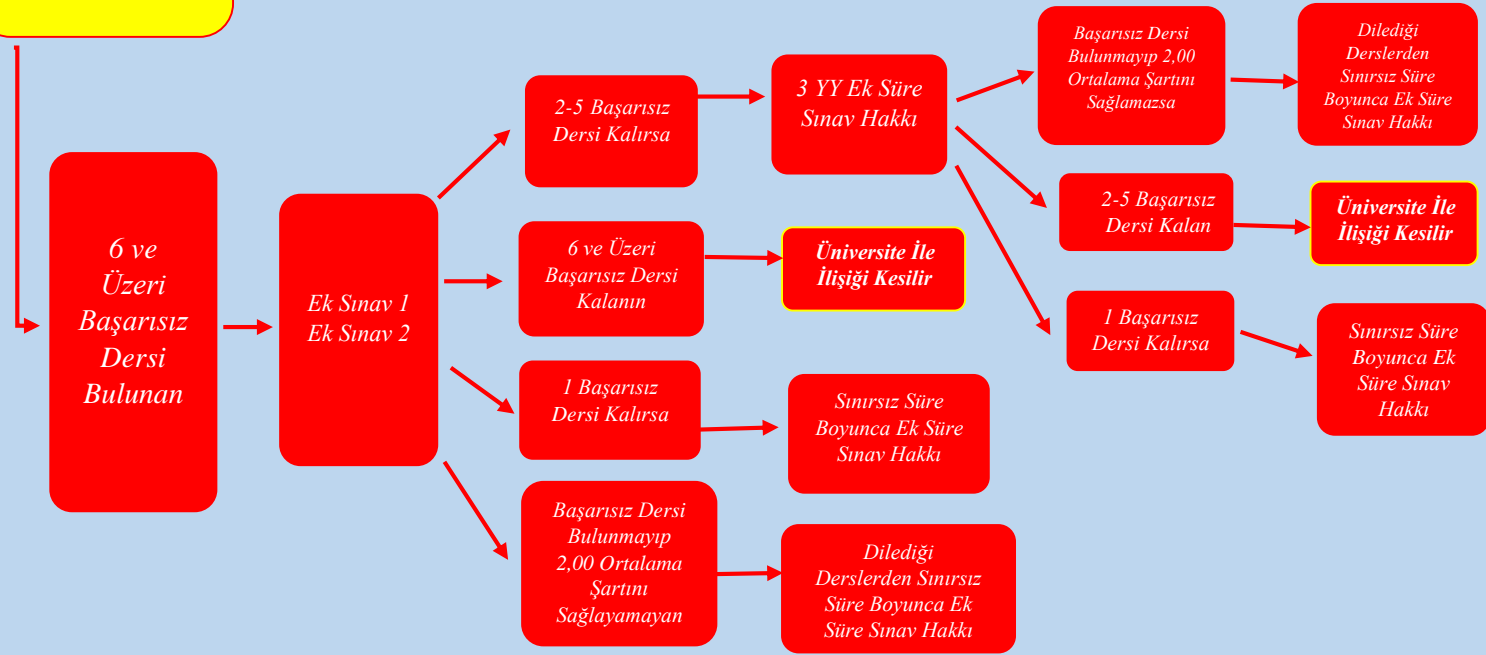 6 ve
Üzeri
Başarısız
Dersi
Bulunan
Ek Sınav 1
Ek Sınav 2
2-5 Başarısız
Dersi Kalırsa
3 YY Ek Süre
Sınav Hakkı
Başarısız Dersi
Bulunmayıp 2,00
Ortalama Şartını
Sağlamazsa
Dilediği
Derslerden
Sınırsız Süre
Boyunca Ek Süre
Sınav Hakkı
2-5 Başarısız
Dersi Kalan
Üniversite İle
İlişiği Kesilir
1 Başarısız
Dersi Kalırsa
Sınırsız Süre
Boyunca Ek
Süre Sınav
Hakkı
6 ve Üzeri
Başarısız Dersi
Kalanın
Üniversite İle
İlişiği Kesilir
1 Başarısız
Dersi Kalırsa
Sınırsız Süre
Boyunca Ek Süre
Sınav Hakkı
Başarısız Dersi
Bulunmayıp
2,00 Ortalama
Şartını
Sağlayamayan
Dilediği
Derslerden Sınırsız
Süre Boyunca Ek
Süre Sınav Hakkı